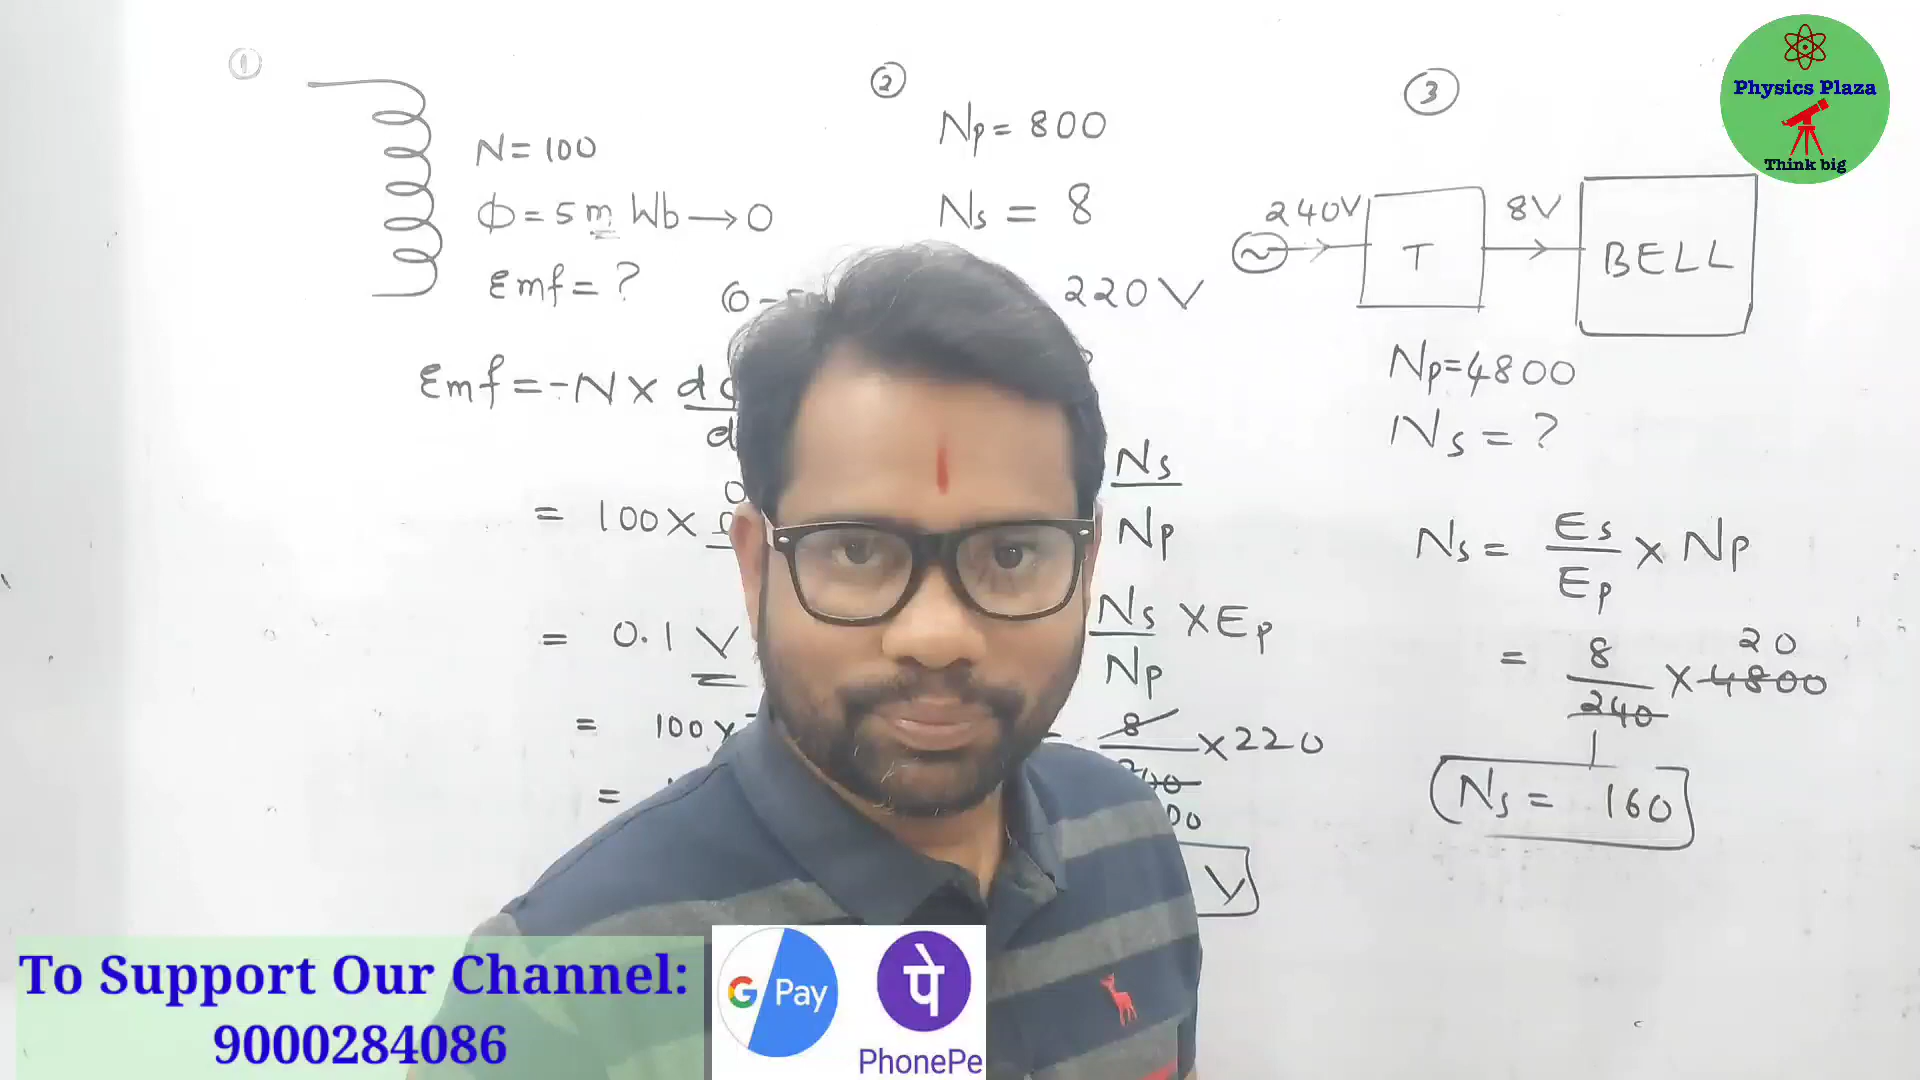 ①
N = 100
Φ = 5 m Wb → 0
Emf = ?
Emf = - N × d
= 100 ×
= 0.1 V
= 100 ×
=
②
Np = 800
Ns = 8
220 V
Ns
Np
Ns × Ep
Np
8 × 220
V
③
240V
T
8V
BELL
Np = 4800
Ns = ?
Ns = Es × Np
Ep
20
= 8 × 4800
240
1
Ns = 160
Physics Plaza
Think big
To Support Our Channel:
9000284086
G Pay
पे
PhonePe